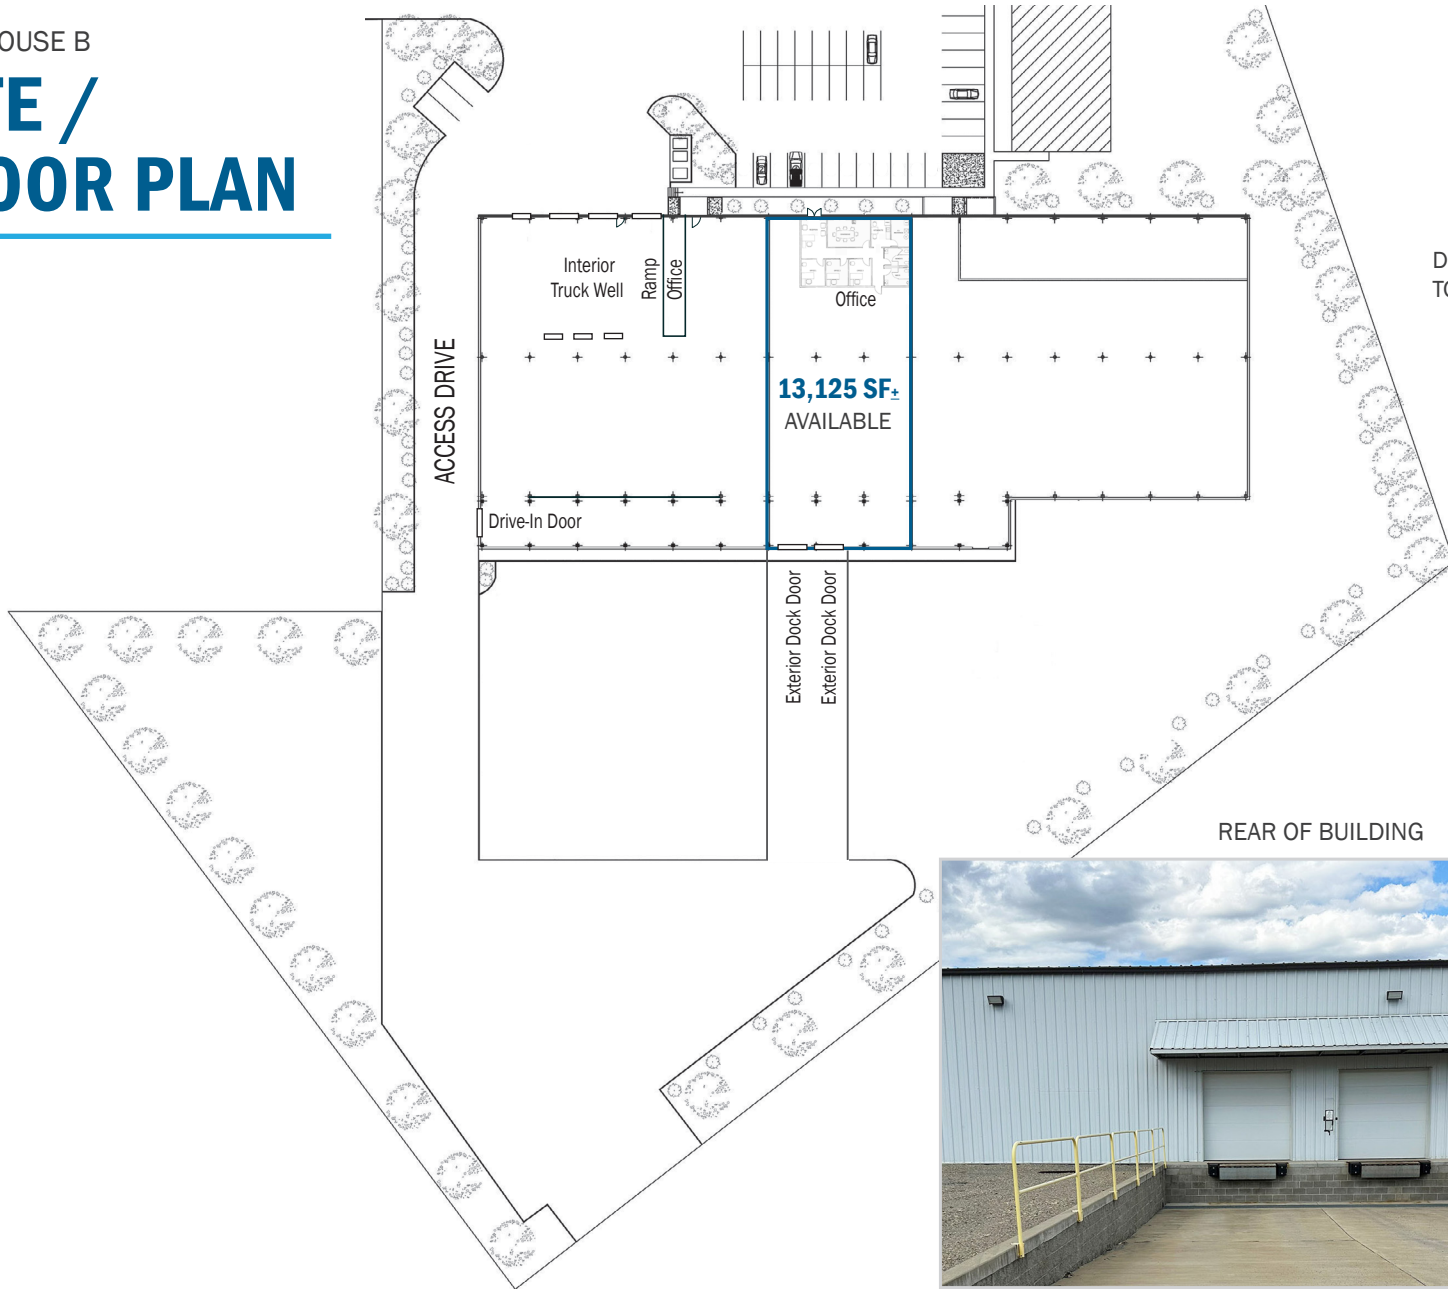 OUSE B
TE /
OOR PLAN
Interior
Truck Well
Ramp
Office
Office
13,125 SF±
AVAILABLE
ACCESS DRIVE
Drive-In Door
Exterior Dock Door
Exterior Dock Door
D
TO
REAR OF BUILDING